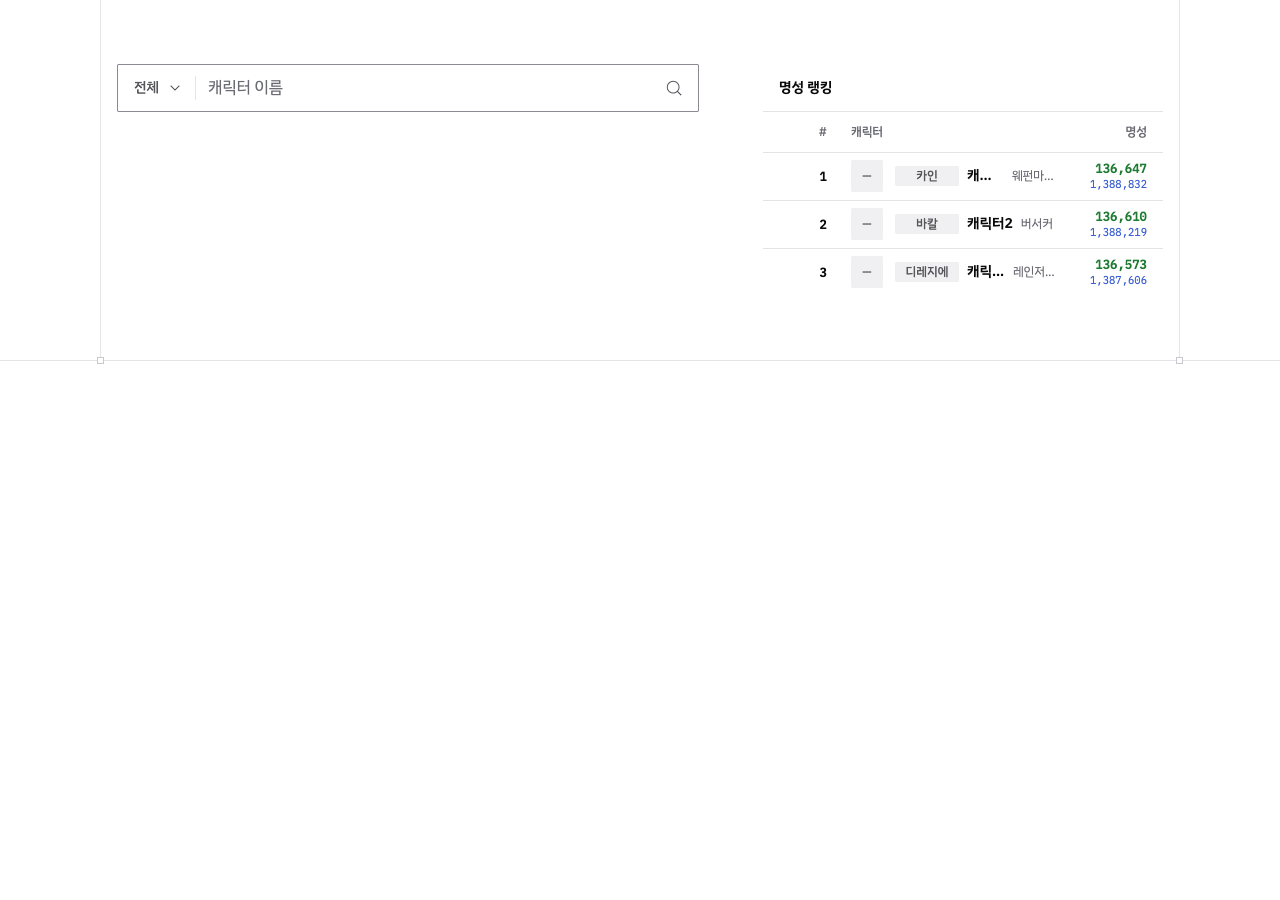 전체 캐릭터 이름
명성 랭킹
# 캐릭터 명성
1 — 카인 캐... 웨펀마... 136,647
1,388,832
2 — 바칼 캐릭터2 버서커 136,610
1,388,219
3 — 디레지에 캐릭... 레인저... 136,573
1,387,606